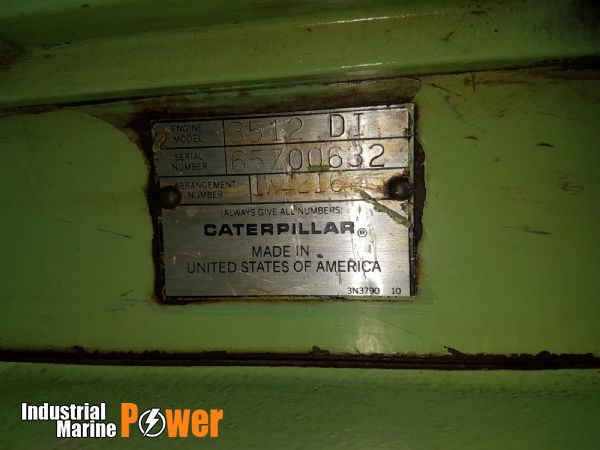 ENGINE MODEL 3512 DI
SERIAL NUMBER 65Z00632
ARRANGEMENT NUMBER
(ALWAYS GIVE ALL NUMBERS)
CATERPILLAR®
MADE IN
UNITED STATES OF AMERICA
3N3790 10
Industrial
Marine Power